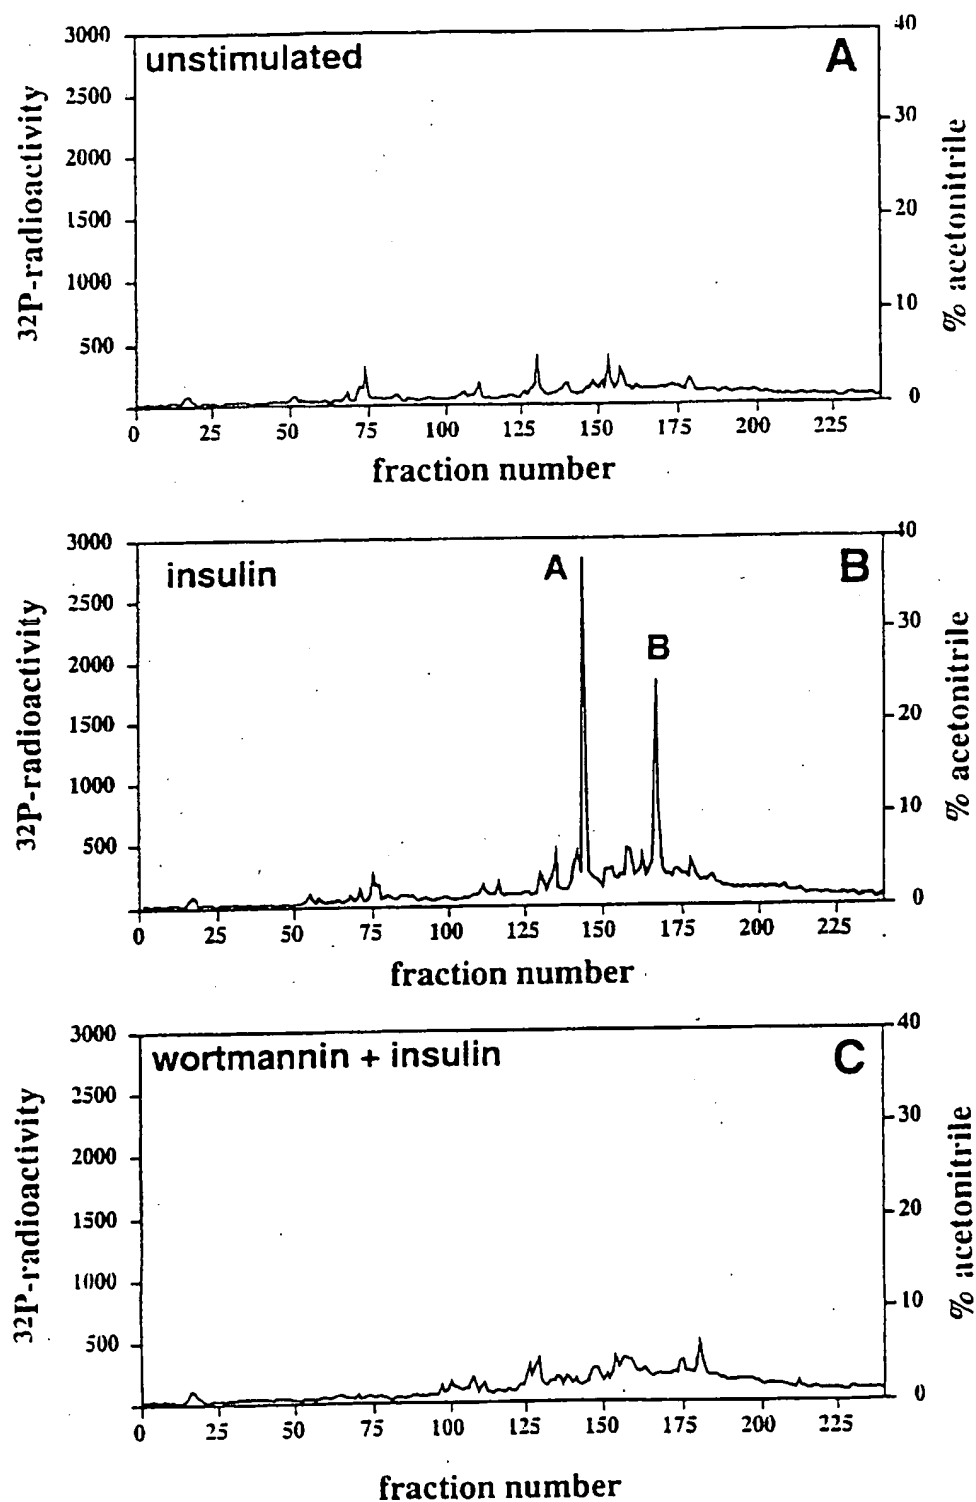 3000
2500
2000
1500
1000
500
32P-radioactivity
unstimulated
A
40
30
20
10
0
% acetonitrile
0 25 50 75 100 125 150 175 200 225
fraction number
3000
2500
2000
1500
1000
500
32P-radioactivity
insulin
A
B
B
40
30
20
10
0
% acetonitrile
0 25 50 75 100 125 150 175 200 225
fraction number
3000
2500
2000
1500
1000
500
32P-radioactivity
wortmannin + insulin
C
40
30
20
10
0
% acetonitrile
0 25 50 75 100 125 150 175 200 225
fraction number